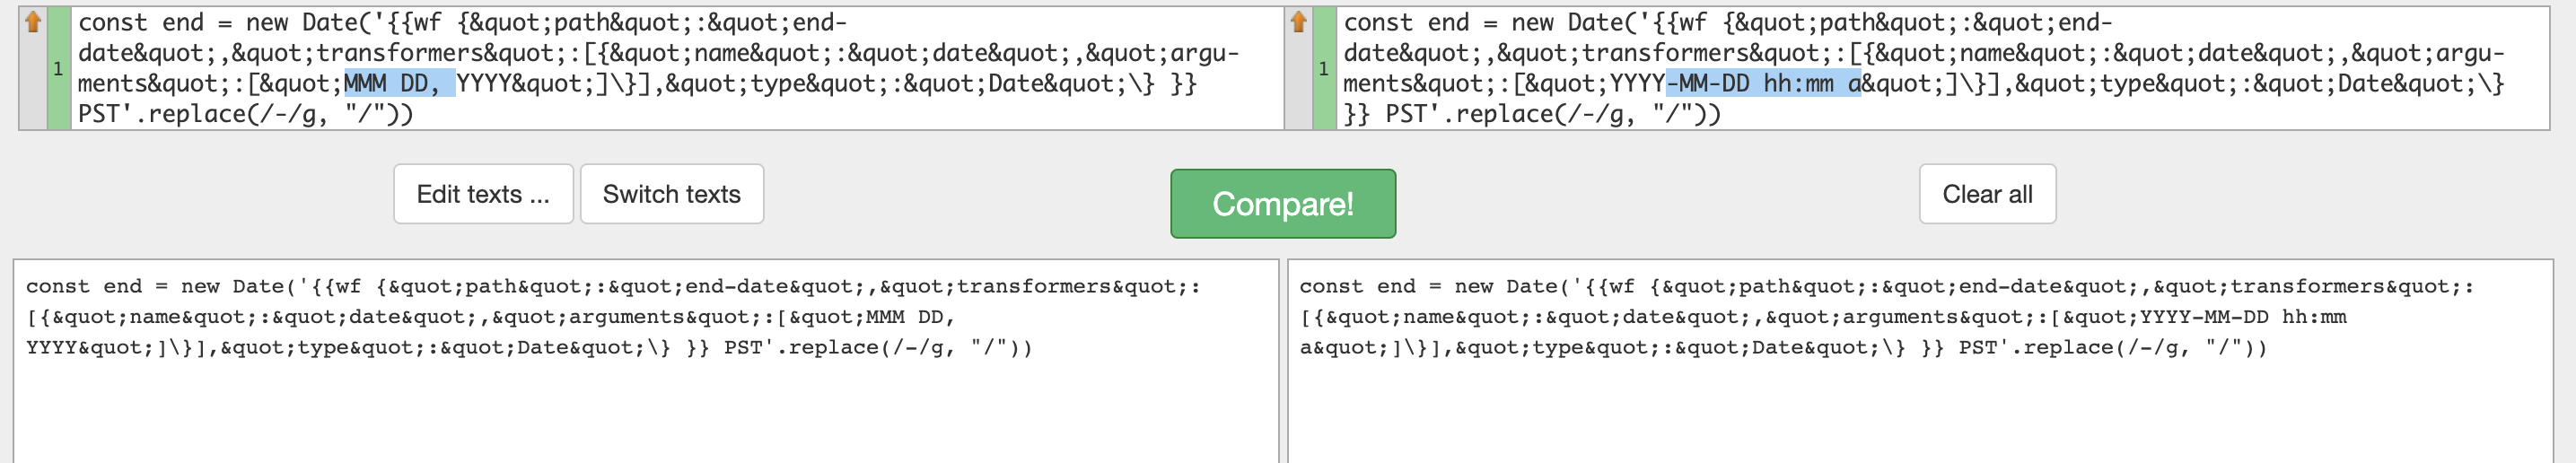 1
const end = new Date('{{wf {&quot;path&quot;:&quot;end-
date&quot;,&quot;transformers&quot;:[{&quot;name&quot;:&quot;date&quot;,&quot;argu-
ments&quot;:[&quot;MMM DD, YYYY&quot;]\}],&quot;type&quot;:&quot;Date&quot;\} }}
PST'.replace(/-/g, "/"))
1
const end = new Date('{{wf {&quot;path&quot;:&quot;end-
date&quot;,&quot;transformers&quot;:[{&quot;name&quot;:&quot;date&quot;,&quot;argu-
ments&quot;:[&quot;YYYY-MM-DD hh:mm a&quot;]\}],&quot;type&quot;:&quot;Date&quot;\}
}} PST'.replace(/-/g, "/"))
Edit texts ...
Switch texts
Compare!
Clear all
const end = new Date('{{wf {&quot;path&quot;:&quot;end-date&quot;,&quot;transformers&quot;:
[{&quot;name&quot;:&quot;date&quot;,&quot;arguments&quot;:[&quot;MMM DD,
YYYY&quot;]\}],&quot;type&quot;:&quot;Date&quot;\} }} PST'.replace(/-/g, "/"))
const end = new Date('{{wf {&quot;path&quot;:&quot;end-date&quot;,&quot;transformers&quot;:
[{&quot;name&quot;:&quot;date&quot;,&quot;arguments&quot;:[&quot;YYYY-MM-DD hh:mm
a&quot;]\}],&quot;type&quot;:&quot;Date&quot;\} }} PST'.replace(/-/g, "/"))